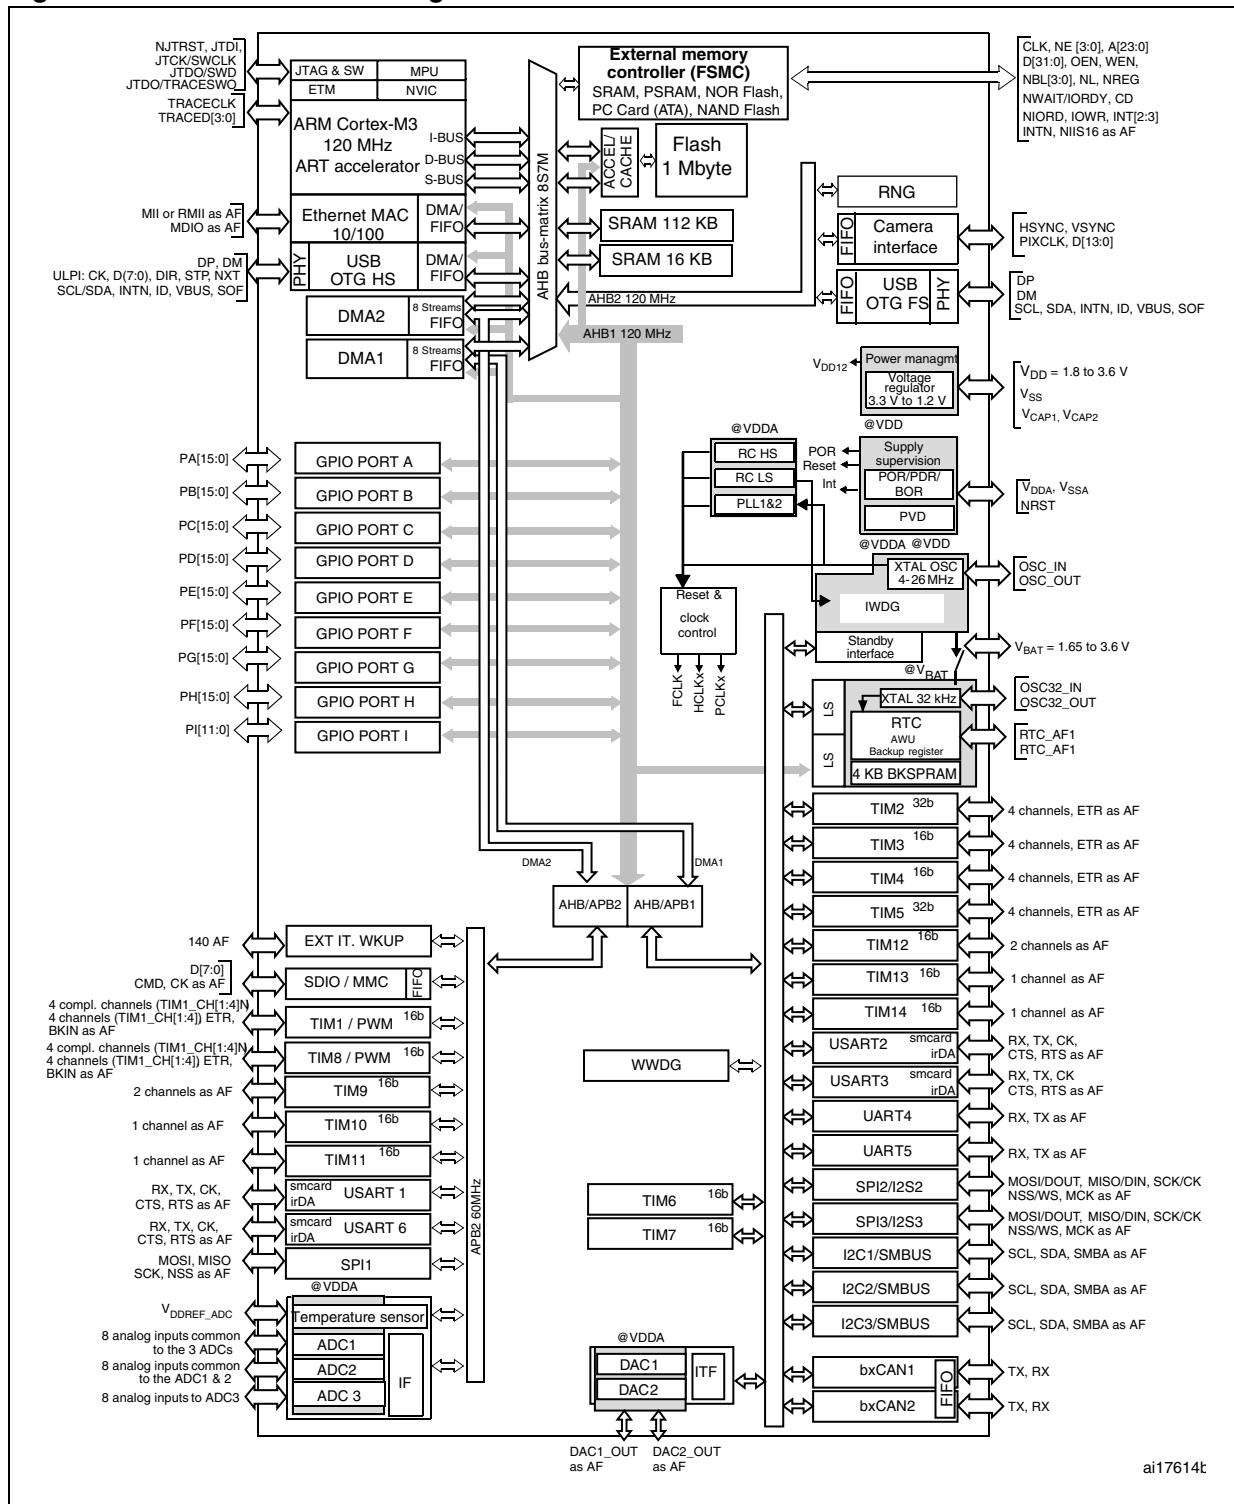 NJTRST, JTDI,
JTCK/SWCLK
JTDO/SWD
JTDO/TRACESWO
TRACECLK
TRACED[3:0]
JTAG & SW
MPU
ETM
NVIC
ARM Cortex-M3
120 MHz
ART accelerator
I-BUS
D-BUS
S-BUS
MII or RMII as AF
MDIO as AF
Ethernet MAC
10/100
DMA/
FIFO
DP, DM
ULPI: CK, D(7:0), DIR, STP, NXT
SCL/SDA, INTN, ID, VBUS, SOF
PHY
USB
OTG HS
DMA/
FIFO
DMA2
8 Streams
FIFO
DMA1
8 Streams
FIFO
AHB bus-matrix 8S7M
External memory
controller (FSMC)
SRAM, PSRAM, NOR Flash,
PC Card (ATA), NAND Flash
CLK, NE [3:0], A[23:0]
D[31:0], OEN, WEN,
NBL[3:0], NL, NREG
NWAIT/IORDY, CD
NIORD, IOWR, INT[2:3]
INTN, NIIS16 as AF
ACCEL/
CACHE
Flash
1 Mbyte
SRAM 112 KB
SRAM 16 KB
AHB2 120 MHz
AHB1 120 MHz
RNG
FIFO
Camera
interface
HSYNC, VSYNC
PIXCLK, D[13:0]
FIFO
USB
OTG FS
PHY
DP
DM
SCL, SDA, INTN, ID, VBUS, SOF
VDD12
Power managmt
Voltage
regulator
3.3 V to 1.2 V
VDD = 1.8 to 3.6 V
VSS
VCAP1, VCAP2
@VDD
@VDDA
RC HS
RC LS
PLL1&2
POR
Reset
Int
Supply
supervision
POR/PDR/
BOR
PVD
VDDA, VSSA
NRST
@VDDA @VDD
XTAL OSC
4-26 MHz
OSC_IN
OSC_OUT
IWDG
Standby
interface
VBAT = 1.65 to 3.6 V
@VBAT
Reset &
clock
control
FCLK
HCLKx
PCLKx
LS
LS
XTAL 32 kHz
OSC32_IN
OSC32_OUT
RTC
AWU
Backup register
RTC_AF1
RTC_AF1
4 KB BKSPRAM
PA[15:0]
GPIO PORT A
PB[15:0]
GPIO PORT B
PC[15:0]
GPIO PORT C
PD[15:0]
GPIO PORT D
PE[15:0]
GPIO PORT E
PF[15:0]
GPIO PORT F
PG[15:0]
GPIO PORT G
PH[15:0]
GPIO PORT H
PI[11:0]
GPIO PORT I
DMA2
DMA1
AHB/APB2
AHB/APB1
TIM2 32b
4 channels, ETR as AF
TIM3 16b
4 channels, ETR as AF
TIM4 16b
4 channels, ETR as AF
TIM5 32b
4 channels, ETR as AF
TIM12 16b
2 channels as AF
TIM13 16b
1 channel as AF
TIM14 16b
1 channel as AF
USART2 smcard
irDA
RX, TX, CK,
CTS, RTS as AF
USART3 smcard
irDA
RX, TX, CK
CTS, RTS as AF
UART4
RX, TX as AF
UART5
RX, TX as AF
SPI2/I2S2
MOSI/DOUT, MISO/DIN, SCK/CK
NSS/WS, MCK as AF
SPI3/I2S3
MOSI/DOUT, MISO/DIN, SCK/CK
NSS/WS, MCK as AF
I2C1/SMBUS
SCL, SDA, SMBA as AF
I2C2/SMBUS
SCL, SDA, SMBA as AF
I2C3/SMBUS
SCL, SDA, SMBA as AF
bxCAN1
TX, RX
bxCAN2
TX, RX
FIFO
140 AF
EXT IT. WKUP
D[7:0]
CMD, CK as AF
SDIO / MMC
FIFO
4 compl. channels (TIM1_CH[1:4]N
4 channels (TIM1_CH[1:4]) ETR,
BKIN as AF
TIM1 / PWM 16b
4 compl. channels (TIM1_CH[1:4]N
4 channels (TIM1_CH[1:4]) ETR,
BKIN as AF
TIM8 / PWM 16b
2 channels as AF
TIM9 16b
1 channel as AF
TIM10 16b
1 channel as AF
TIM11 16b
RX, TX, CK,
CTS, RTS as AF
smcard
irDA
USART 1
RX, TX, CK,
CTS, RTS as AF
smcard
irDA
USART 6
MOSI, MISO
SCK, NSS as AF
SPI1
APB2 60MHz
@VDDA
VDDREF_ADC
Temperature sensor
8 analog inputs common
to the 3 ADCs
ADC1
8 analog inputs common
to the ADC1 & 2
ADC2
8 analog inputs to ADC3
ADC 3
IF
WWDG
TIM6 16b
TIM7 16b
@VDDA
DAC1
DAC2
ITF
DAC1_OUT
as AF
DAC2_OUT
as AF
ai17614b